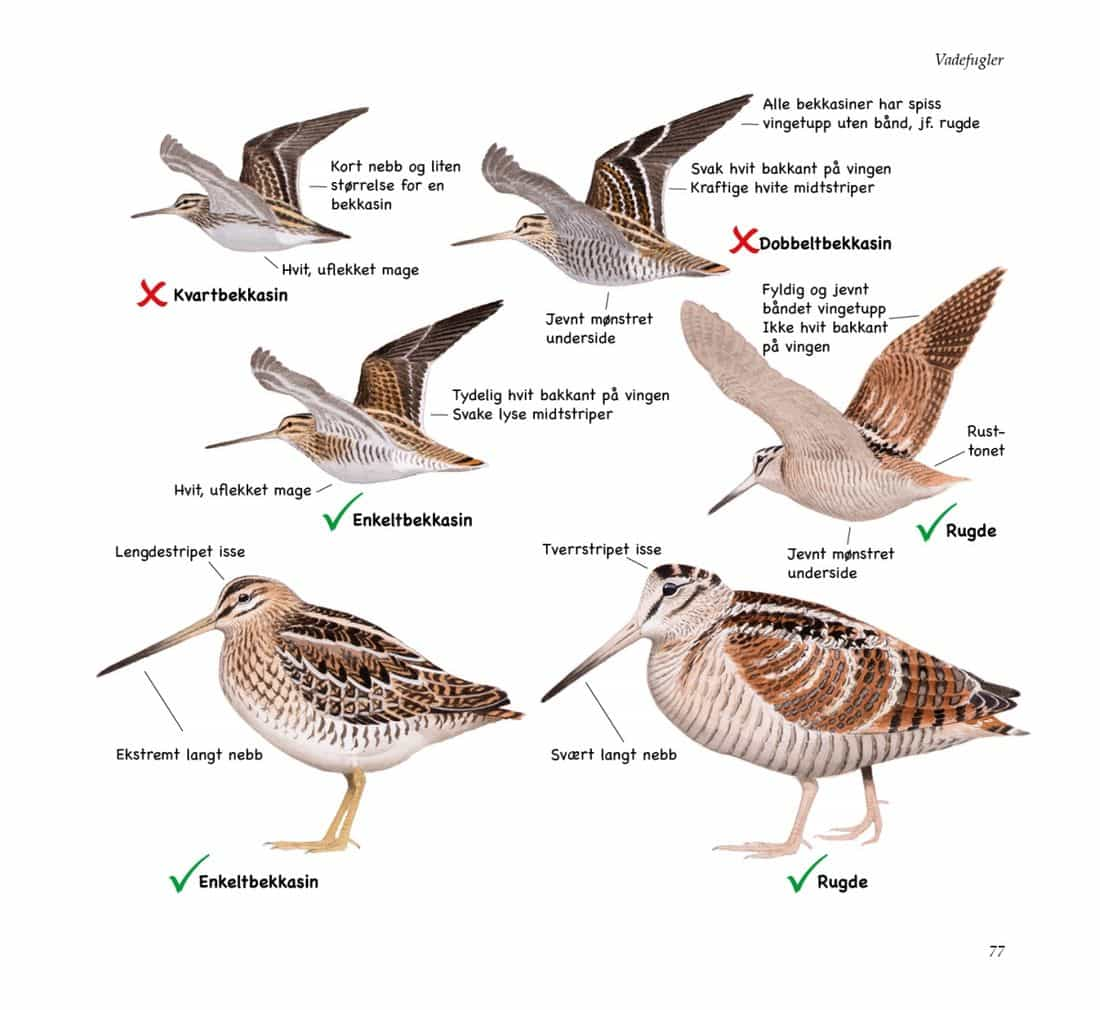 Vadefugler
Alle bekkasiner har spiss
vingetupp uten bånd, jf. rugde
Kort nebb og liten
størrelse for en
bekkasin
Svak hvit bakkant på vingen
Kraftige hvite midtstriper
Dobbeltbekkasin
Hvit, uflekket mage
Kvartbekkasin
Jevnt mønstret
underside
Fyldig og jevnt
båndet vingetupp
Ikke hvit bakkant
på vingen
Tydelig hvit bakkant på vingen
Svake lyse midtstriper
Rust-
tonet
Hvit, uflekket mage
Enkeltbekkasin
Rugde
Lengdestripet isse
Tverrstripet isse
Jevnt mønstret
underside
Ekstremt langt nebb
Svært langt nebb
Enkeltbekkasin
Rugde
77